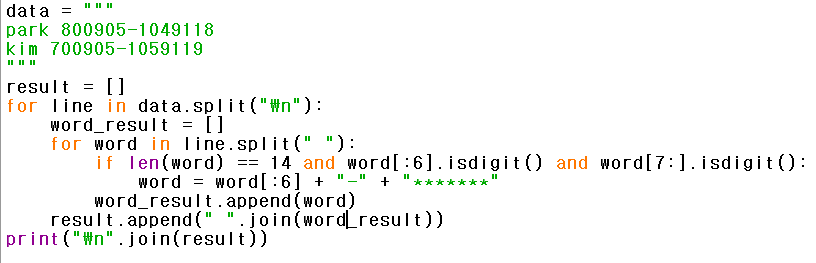 data = """
park 800905-1049118
kim 700905-1059119
"""
result = []
for line in data.split("₩n"):
    word_result = []
    for word in line.split(" "):
        if len(word) == 14 and word[:6].isdigit() and word[7:].isdigit():
            word = word[:6] + "-" + "*******"
        word_result.append(word)
    result.append(" ".join(word_result))
print("₩n".join(result))